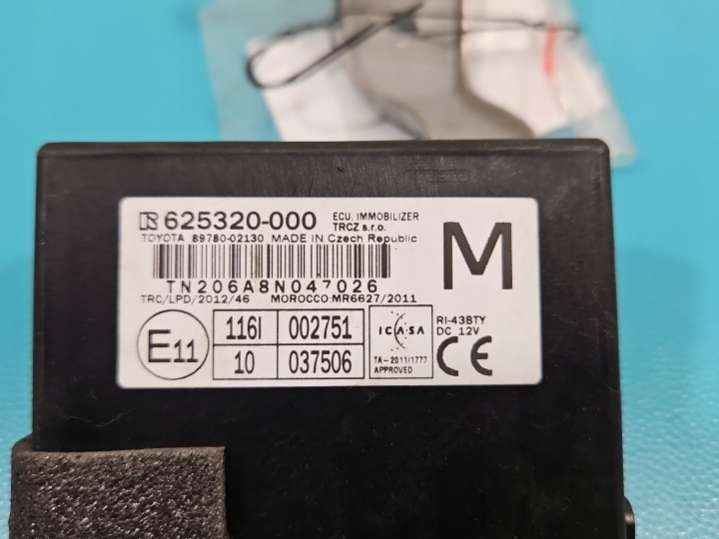 625320-000 ECU, IMMOBILIZER
TRCZ s.r.o.
TOYOTA 89780-02130 MADE IN Czech Republic
M
TN206A8N047026
TRC/LPD/2012/46 MOROCCO:MR6627/2011
E11
116I 002751
10 037506
ICASA
TA-2011/1777
APPROVED
RI-43BTY
DC 12V
CE